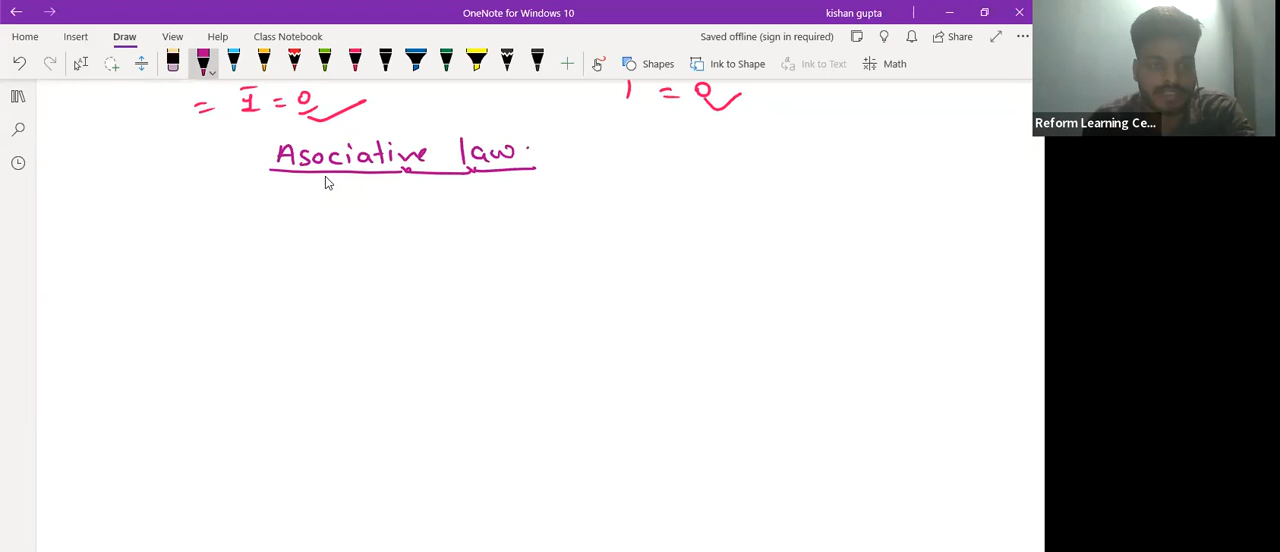 OneNote for Windows 10
kishan gupta
Home Insert Draw View Help Class Notebook
Saved offline (sign in required)
Share
Shapes
Ink to Shape
Ink to Text
Math
= 1̅ = 0
1 = 0
Asociative law.
Reform Learning Ce...